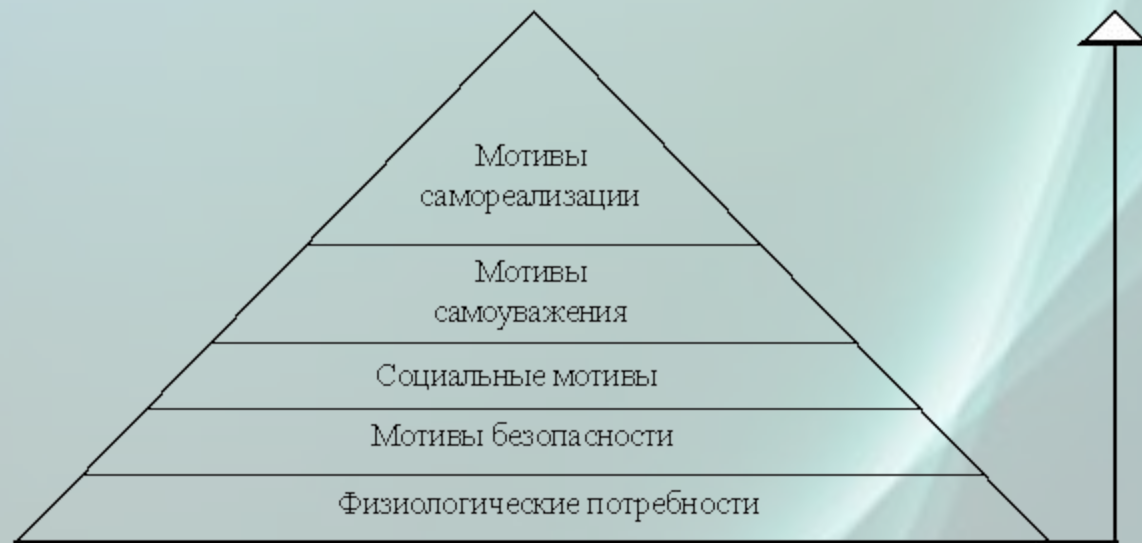 Мотивы
самореализации
Мотивы
самоуважения
Социальные мотивы
Мотивы безопасности
Физиологические потребности